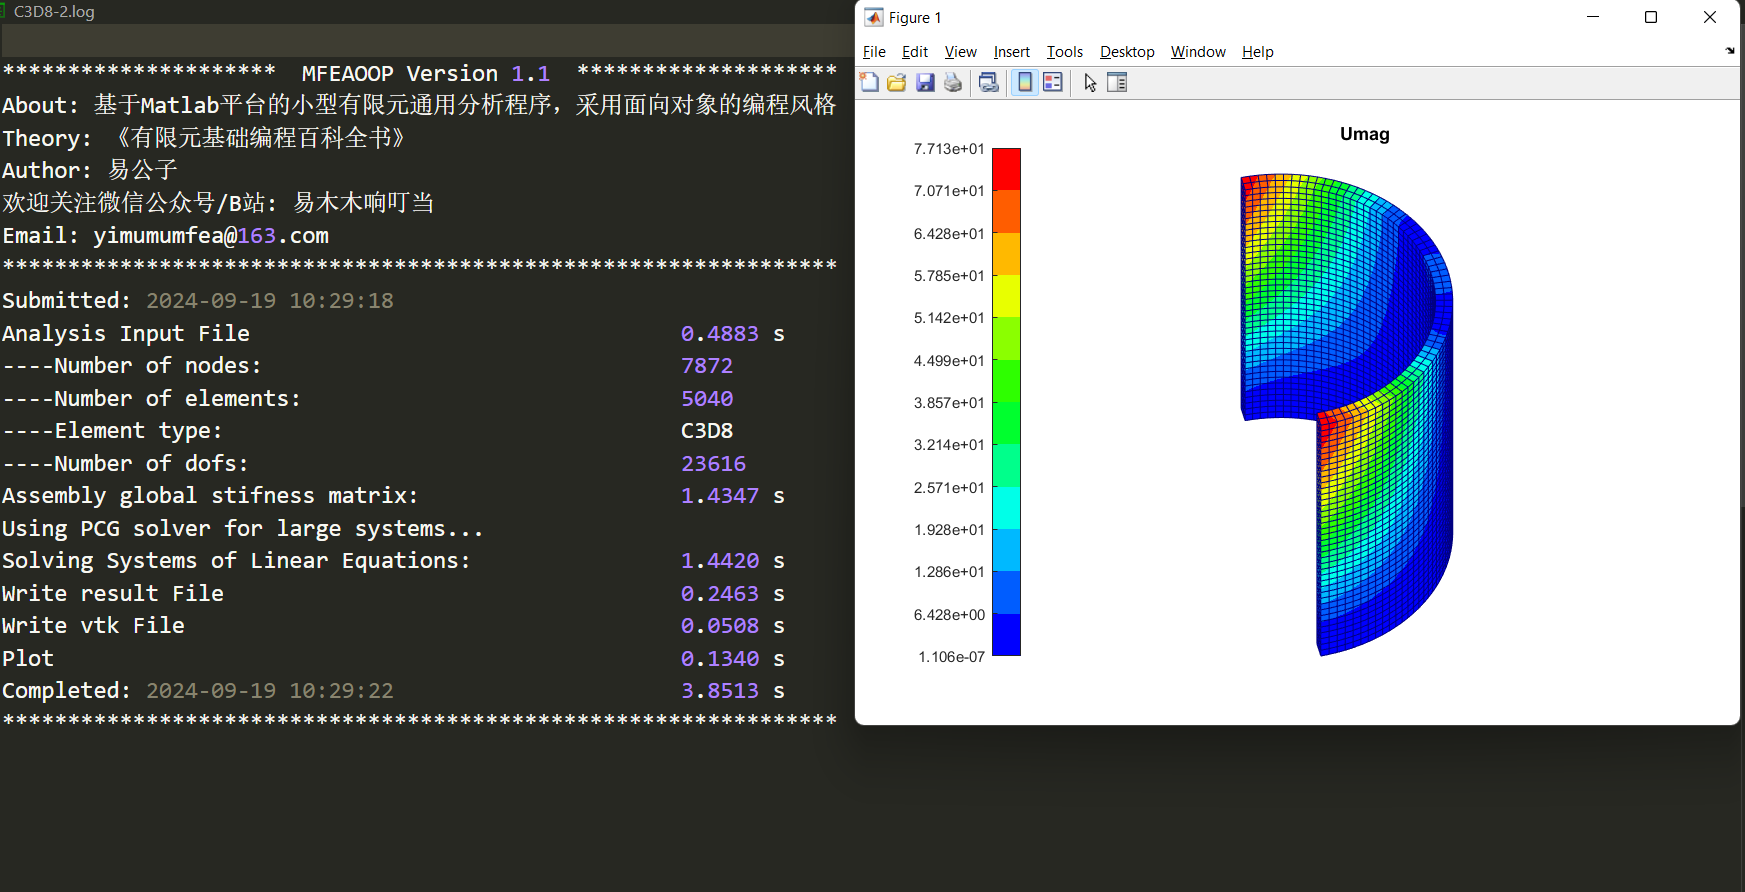 C3D8-2.log
********************* MFEAOOP Version 1.1 ********************
About: 基于Matlab平台的小型有限元通用分析程序，采用面向对象的编程风格
Theory: 《有限元基础编程百科全书》
Author: 易公子
欢迎关注微信公众号/B站: 易木木响叮当
Email: yimumumfea@163.com
****************************************************************
Submitted: 2024-09-19 10:29:18
Analysis Input File 0.4883 s
----Number of nodes: 7872
----Number of elements: 5040
----Element type: C3D8
----Number of dofs: 23616
Assembly global stifness matrix: 1.4347 s
Using PCG solver for large systems...
Solving Systems of Linear Equations: 1.4420 s
Write result File 0.2463 s
Write vtk File 0.0508 s
Plot 0.1340 s
Completed: 2024-09-19 10:29:22 3.8513 s
****************************************************************
Figure 1
File Edit View Insert Tools Desktop Window Help
Umag
7.713e+01
7.071e+01
6.428e+01
5.785e+01
5.142e+01
4.499e+01
3.857e+01
3.214e+01
2.571e+01
1.928e+01
1.286e+01
6.428e+00
1.106e-07